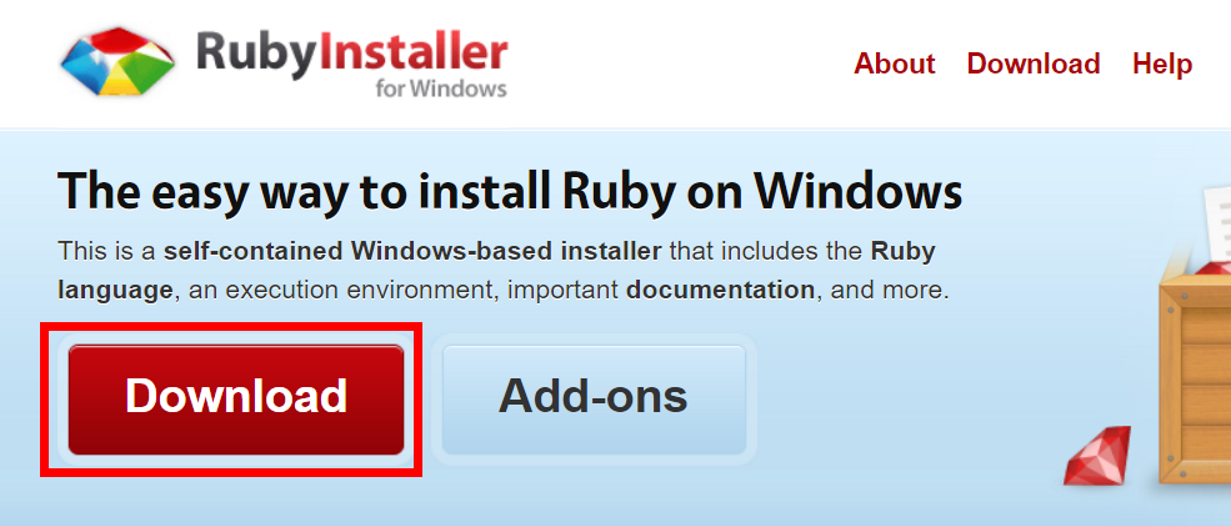 RubyInstaller
for Windows
About Download Help
The easy way to install Ruby on Windows
This is a self-contained Windows-based installer that includes the Ruby
language, an execution environment, important documentation, and more.
Download Add-ons